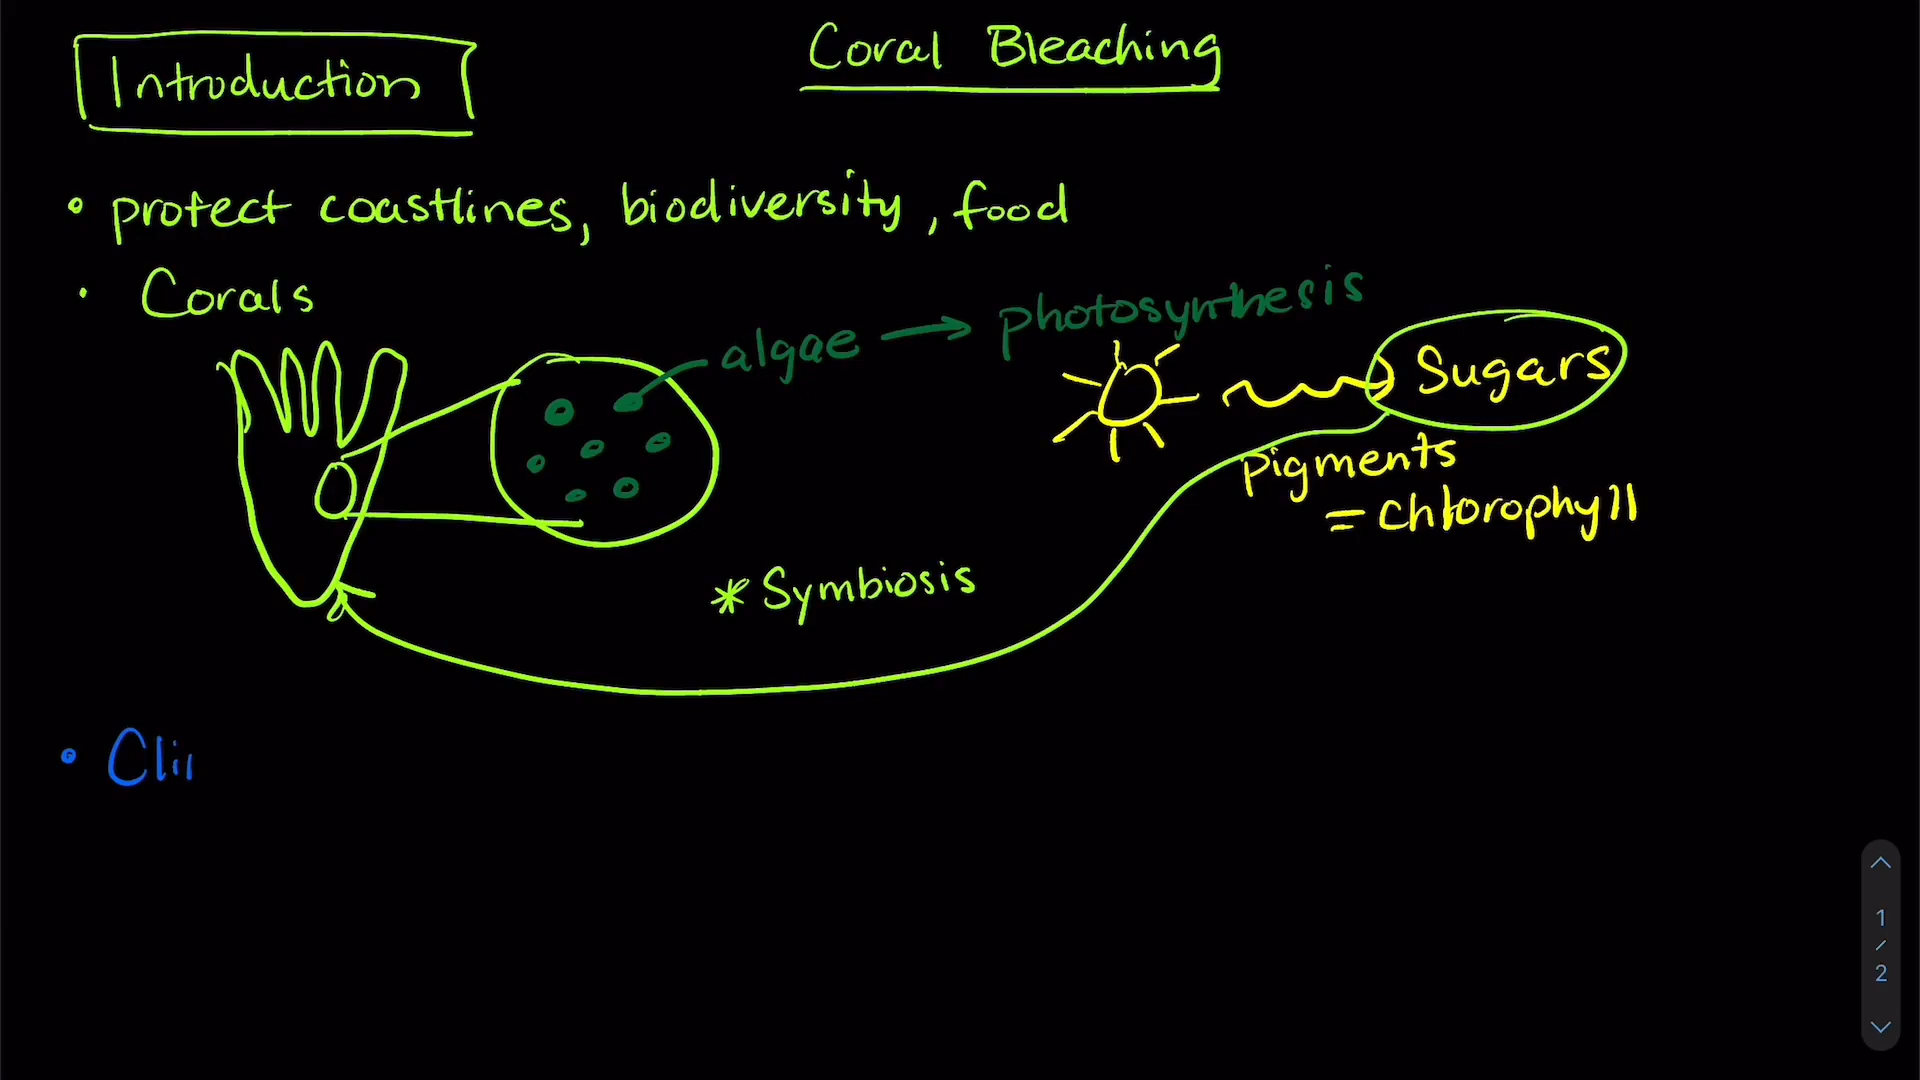 Coral Bleaching
Introduction
• protect coastlines, biodiversity, food
• Corals
algae → photosynthesis
Sugars
pigments
= chlorophyll
* Symbiosis
• Cli
1
/
2